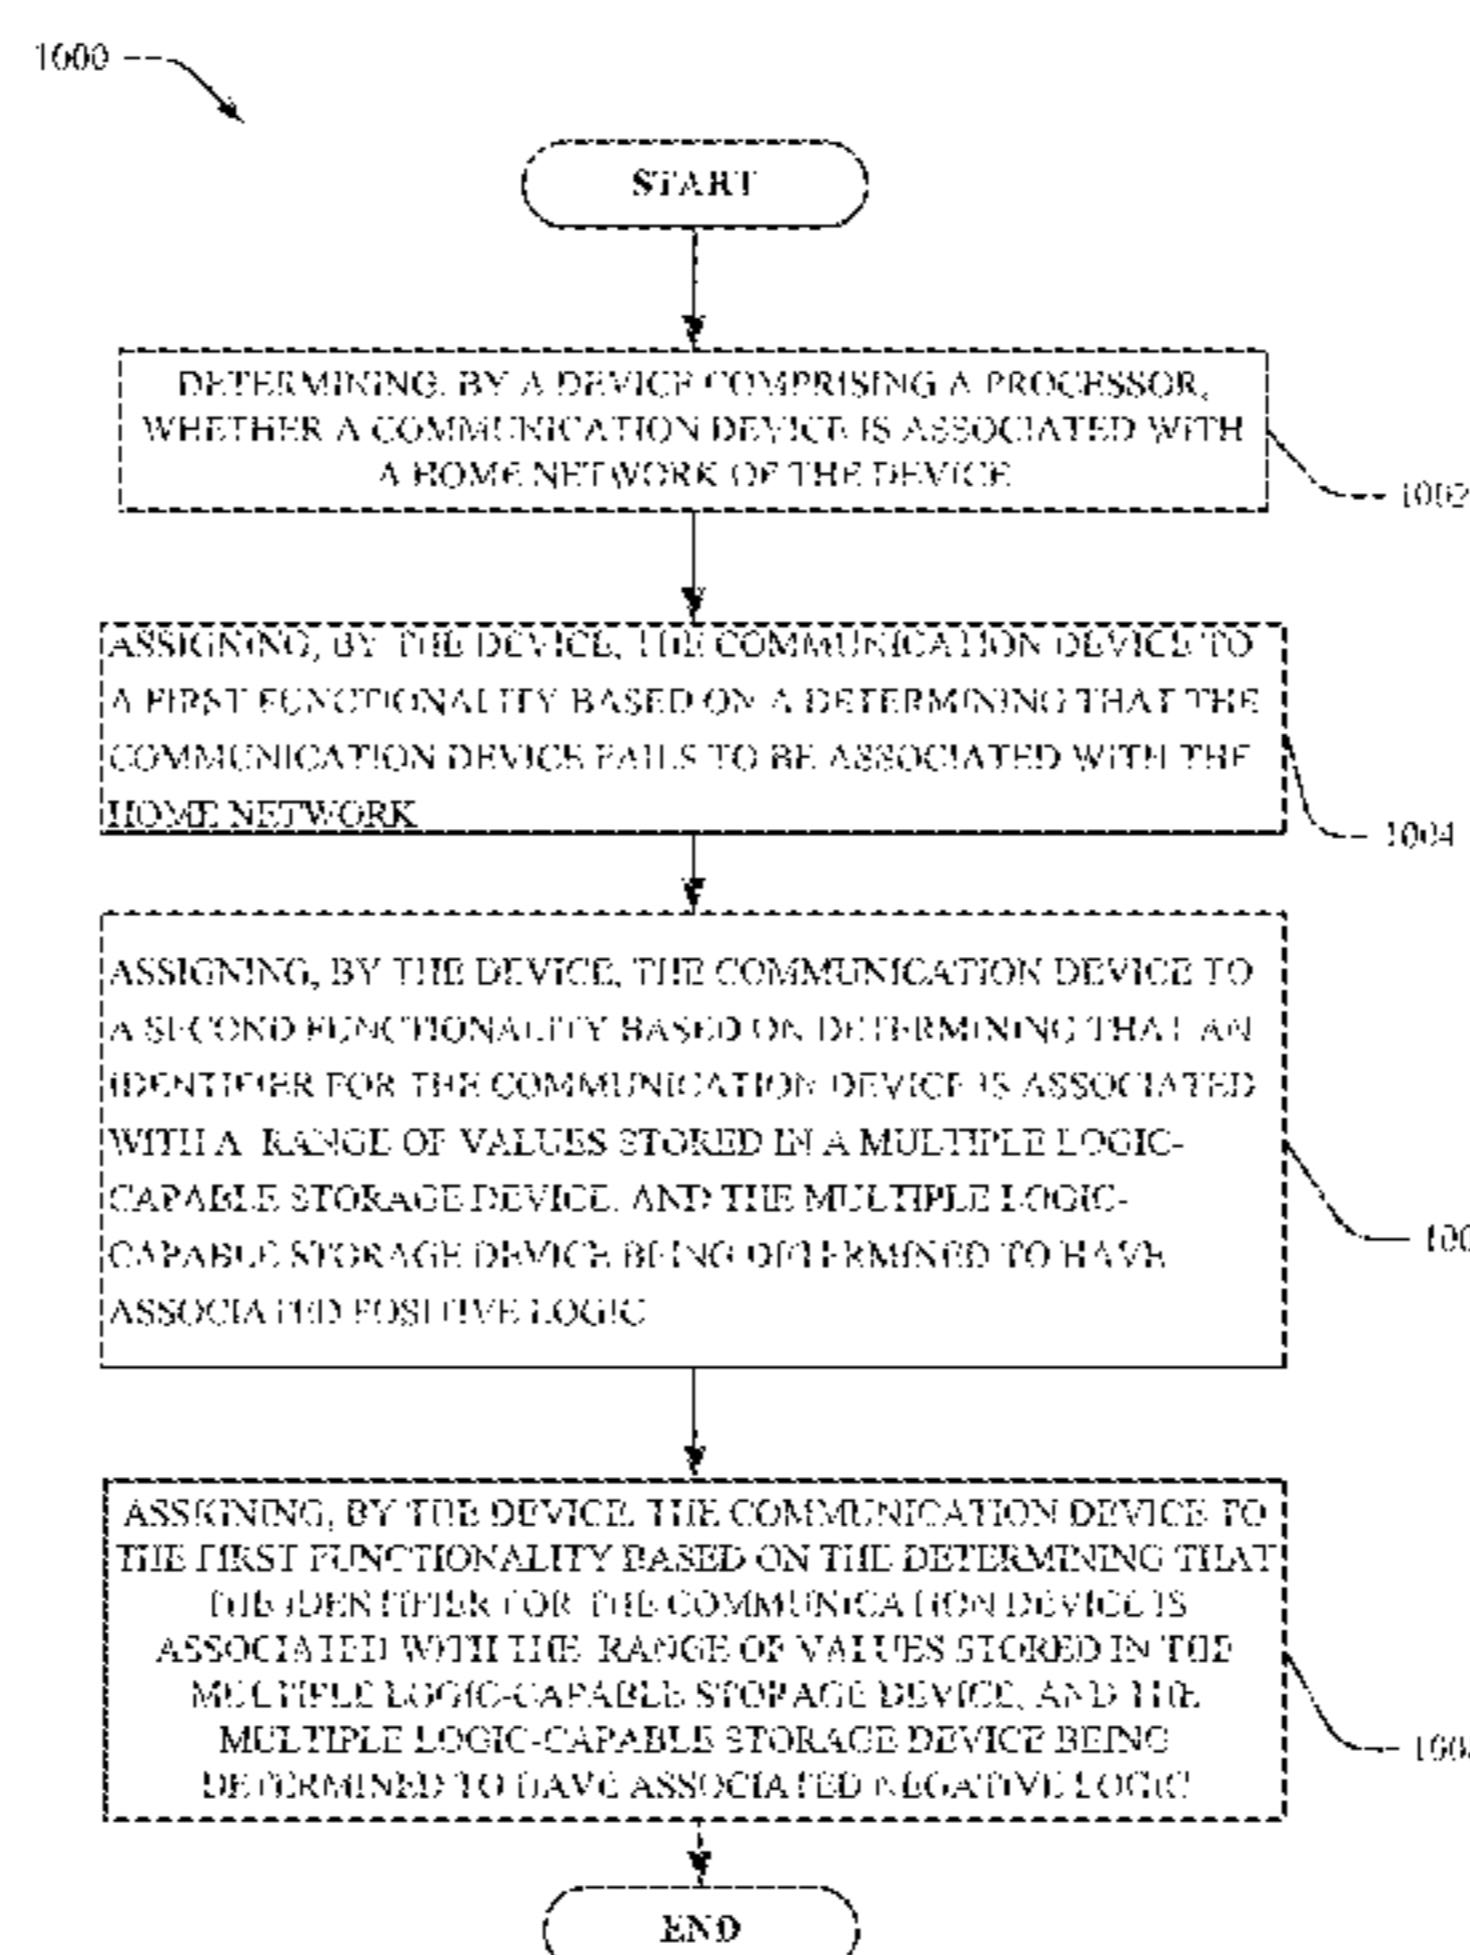 1000
START
DETERMINING, BY A DEVICE COMPRISING A PROCESSOR,
WHETHER A COMMUNICATION DEVICE IS ASSOCIATED WITH
A HOME NETWORK OF THE DEVICE
1002
ASSIGNING, BY THE DEVICE, THE COMMUNICATION DEVICE TO
A FIRST FUNCTIONALITY BASED ON A DETERMINING THAT THE
COMMUNICATION DEVICE FAILS TO BE ASSOCIATED WITH THE
HOME NETWORK
1004
ASSIGNING, BY THE DEVICE, THE COMMUNICATION DEVICE TO
A SECOND FUNCTIONALITY BASED ON DETERMINING THAT AN
IDENTIFIER FOR THE COMMUNICATION DEVICE IS ASSOCIATED
WITH A RANGE OF VALUES STORED IN A MULTIPLE LOGIC-
CAPABLE STORAGE DEVICE, AND THE MULTIPLE LOGIC-
CAPABLE STORAGE DEVICE BEING DETERMINED TO HAVE
ASSOCIATED POSITIVE LOGIC
100
ASSIGNING, BY THE DEVICE, THE COMMUNICATION DEVICE TO
THE FIRST FUNCTIONALITY BASED ON THE DETERMINING THAT
THE IDENTIFIER FOR THE COMMUNICATION DEVICE IS
ASSOCIATED WITH THE RANGE OF VALUES STORED IN THE
MULTIPLE LOGIC-CAPABLE STORAGE DEVICE, AND THE
MULTIPLE LOGIC-CAPABLE STORAGE DEVICE BEING
DETERMINED TO HAVE ASSOCIATED NEGATIVE LOGIC
END